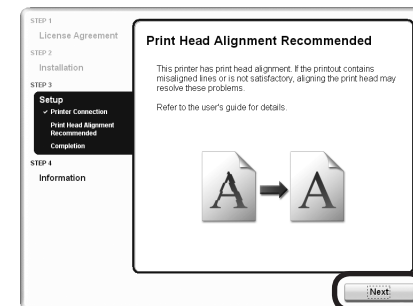 STEP 1
License Agreement
STEP 2
Installation
STEP 3
Setup
✓ Printer Connection
Print Head Alignment
Recommended
Completion
STEP 4
Information
Print Head Alignment Recommended
This printer has print head alignment. If the printout contains
misaligned lines or is not satisfactory, aligning the print head may
resolve these problems.
Refer to the user's guide for details.
A A
Next